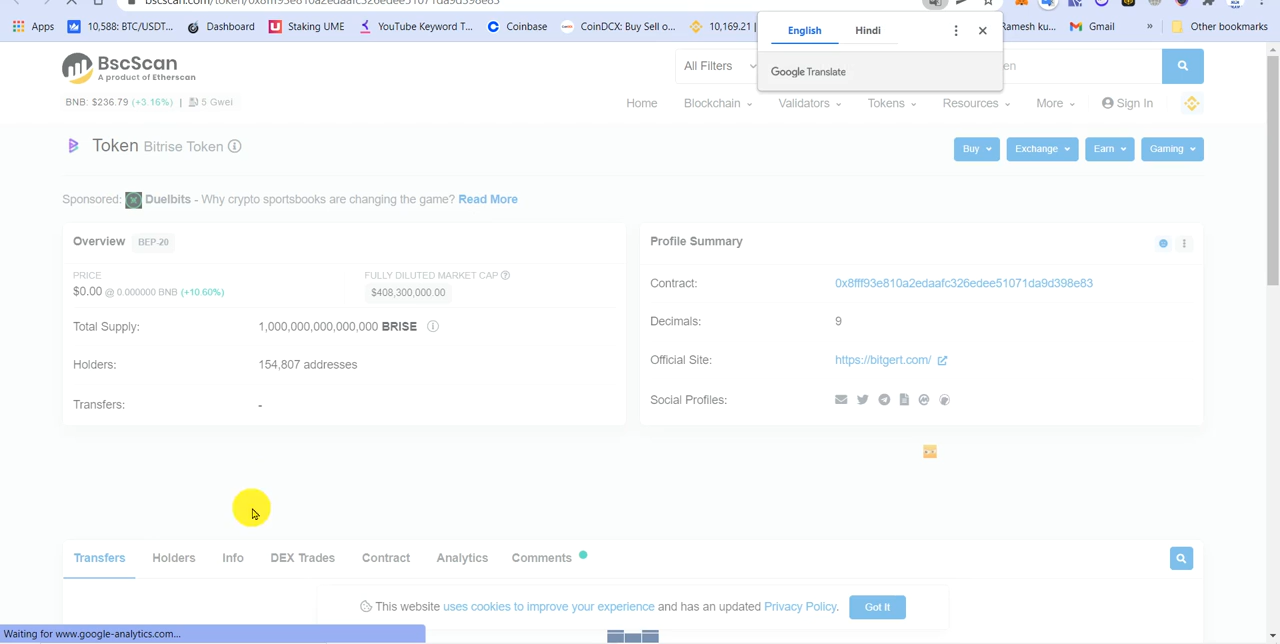 bscscan.com/token/0x8fff93e810a2edaafc326edee51071da9d398e83
Apps
10,588: BTC/USDT...
Dashboard
YouTube Keyword T...
Staking UME
Coinbase
CoinDCX: Buy Sell o...
10,169.21 |
Ramesh ku...
Gmail
»
Other bookmarks
English Hindi
Google Translate
BscScan
A product of Etherscan
All Filters
en
BNB: $236.79 (+3.16%) | 5 Gwei
Home Blockchain Validators Tokens Resources More Sign In
Token Bitrise Token
Buy Exchange Earn Gaming
Sponsored: Duelbits - Why crypto sportsbooks are changing the game? Read More
Overview BEP-20
PRICE
$0.00 @ 0.000000 BNB (+10.60%)
FULLY DILUTED MARKET CAP
$408,300,000.00
Total Supply: 1,000,000,000,000,000 BRISE
Holders: 154,807 addresses
Transfers: -
Profile Summary
Contract: 0x8fff93e810a2edaafc326edee51071da9d398e83
Decimals: 9
Official Site: https://bitgert.com/
Social Profiles:
Transfers Holders Info DEX Trades Contract Analytics Comments
This website uses cookies to improve your experience and has an updated Privacy Policy. Got It
Waiting for www.google-analytics.com...